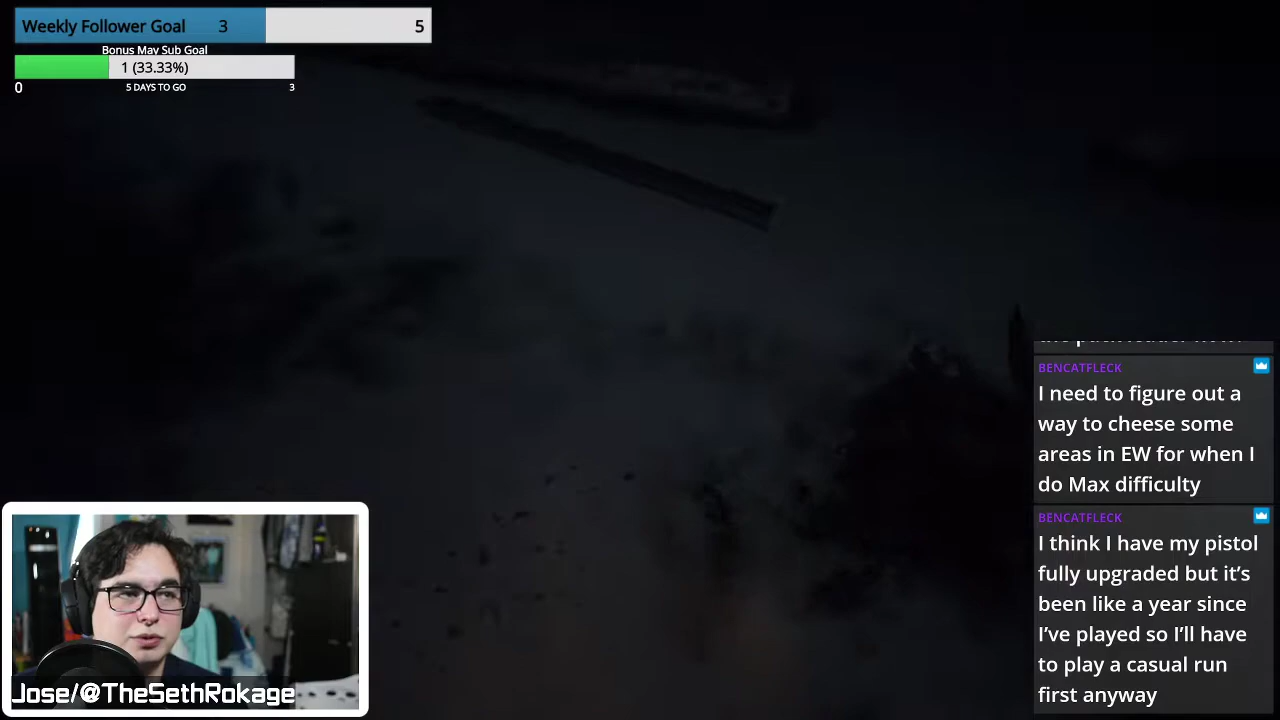 Weekly Follower Goal 3 5
Bonus May Sub Goal
1 (33.33%)
0 5 DAYS TO GO 3
BENCATFLECK
I need to figure out a
way to cheese some
areas in EW for when I
do Max difficulty
BENCATFLECK
I think I have my pistol
fully upgraded but it's
been like a year since
I've played so I'll have
to play a casual run
first anyway
Jose/@TheSethRokage